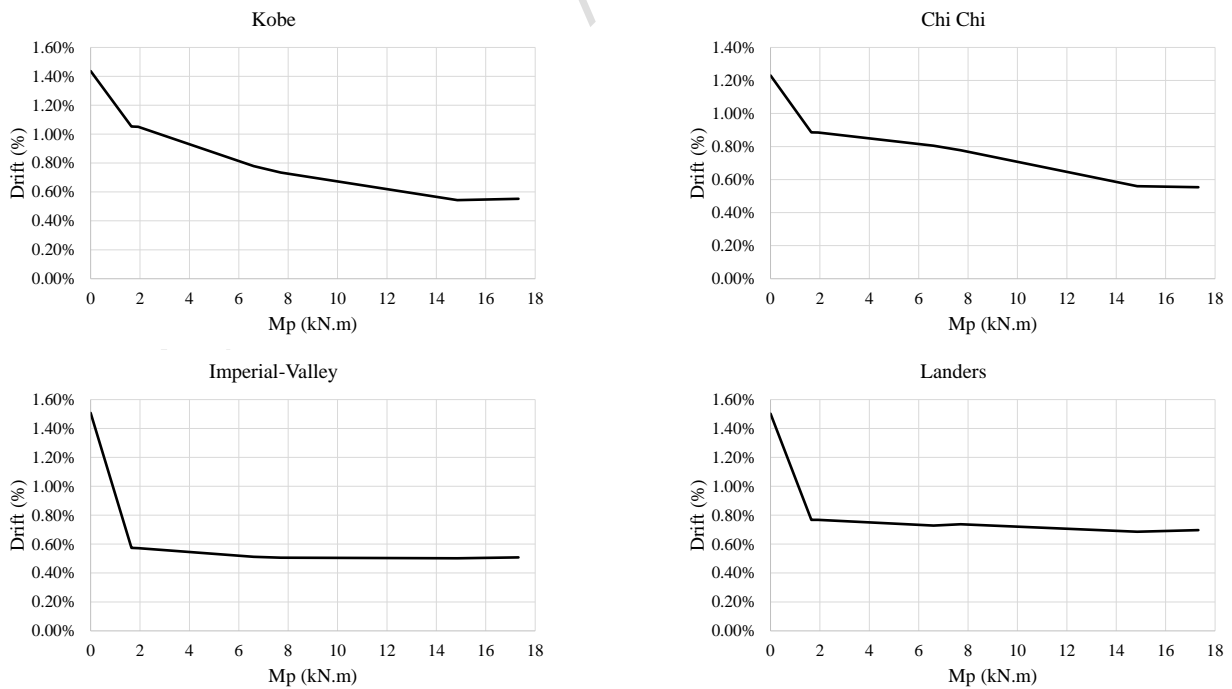 Kobe
1.60%
1.40%
1.20%
1.00%
0.80%
0.60%
0.40%
0.20%
0.00%
Drift (%)
0 2 4 6 8 10 12 14 16 18
Mp (kN.m)
Chi Chi
1.40%
1.20%
1.00%
0.80%
0.60%
0.40%
0.20%
0.00%
Drift (%)
0 2 4 6 8 10 12 14 16 18
Mp (kN.m)
Imperial-Valley
1.60%
1.40%
1.20%
1.00%
0.80%
0.60%
0.40%
0.20%
0.00%
Drift (%)
0 2 4 6 8 10 12 14 16 18
Mp (kN.m)
Landers
1.60%
1.40%
1.20%
1.00%
0.80%
0.60%
0.40%
0.20%
0.00%
Drift (%)
0 2 4 6 8 10 12 14 16 18
Mp (kN.m)